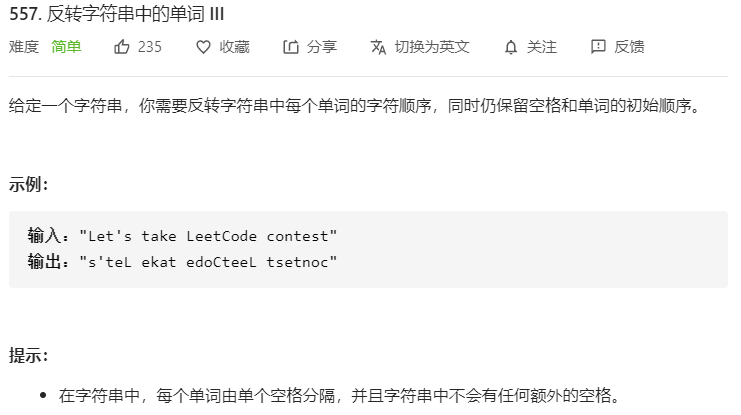 557. 反转字符串中的单词 III
难度 简单 235 收藏 分享 切换为英文 关注 反馈
给定一个字符串，你需要反转字符串中每个单词的字符顺序，同时仍保留空格和单词的初始顺序。
示例：
输入："Let's take LeetCode contest"
输出："s'teL ekat edoCteeL tsetnoc"
提示：
• 在字符串中，每个单词由单个空格分隔，并且字符串中不会有任何额外的空格。